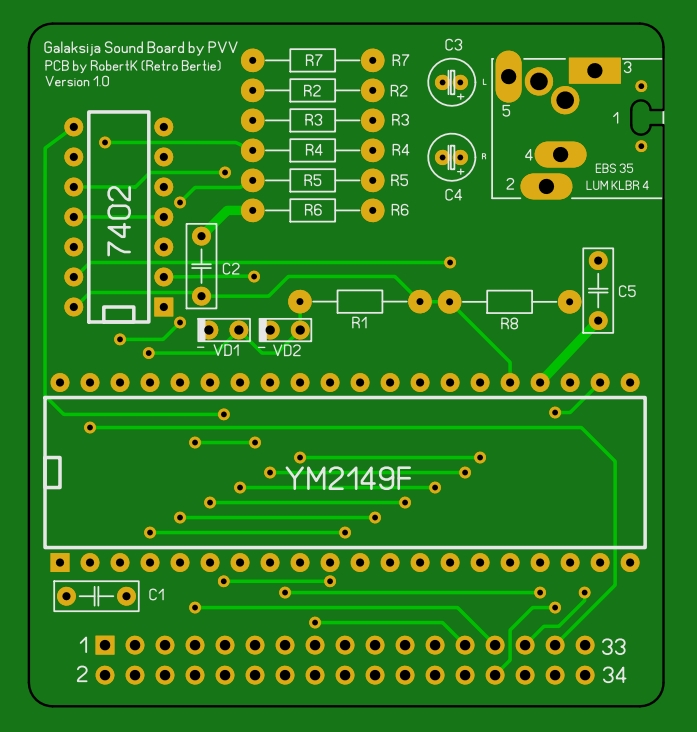 Galaksija Sound Board by PVV
PCB by RobertK (Retro Bertie)
Version 1.0
R7 R7
R2 R2
R3 R3
R4 R4
R5 R5
R6 R6
C3
L
+
R
+
C4
3
5
1
4
2
EBS 35
LUM KLBR 4
7402
C2
C5
R1
R8
- VD1
- VD2
YM2149F
C1
1 33
2 34